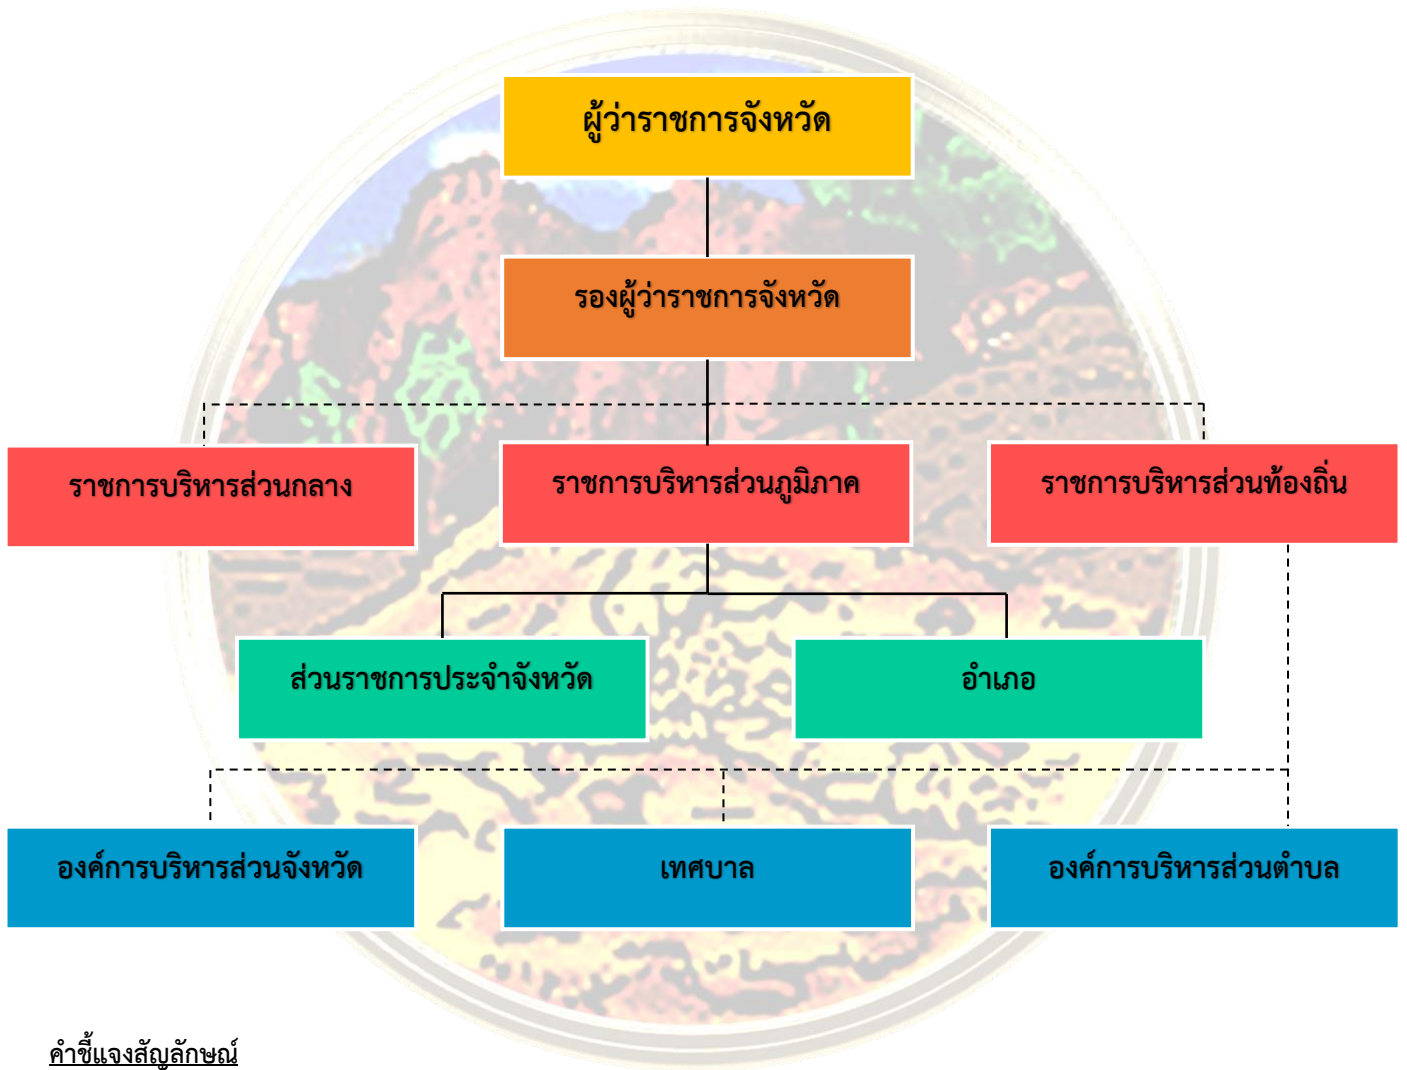 ผู้ว่าราชการจังหวัด
รองผู้ว่าราชการจังหวัด
ราชการบริหารส่วนกลาง
ราชการบริหารส่วนภูมิภาค
ราชการบริหารส่วนท้องถิ่น
ส่วนราชการประจำจังหวัด
อำเภอ
องค์การบริหารส่วนจังหวัด
เทศบาล
องค์การบริหารส่วนตำบล
คำชี้แจงสัญลักษณ์